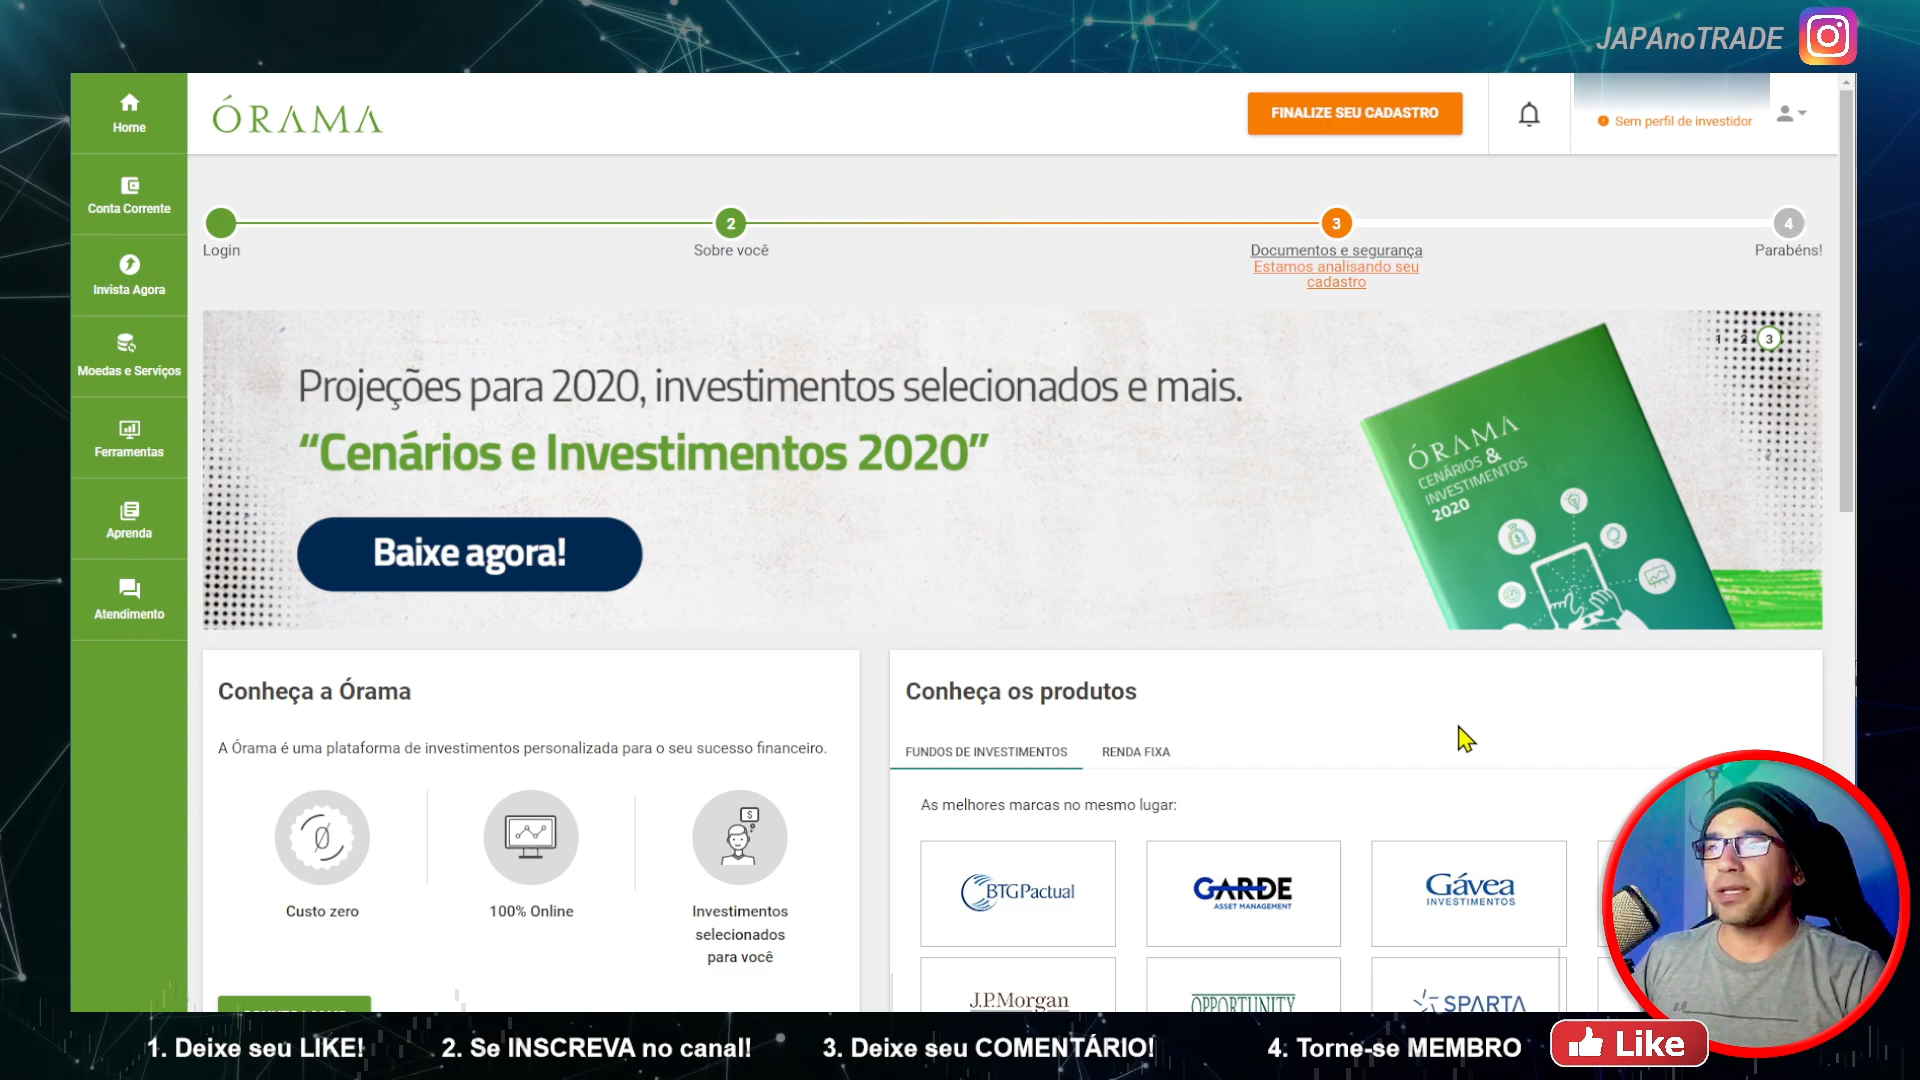 JAPAnoTRADE
Home
Conta Corrente
Invista Agora
Moedas e Serviços
Ferramentas
Aprenda
Atendimento
ÓRAMA
FINALIZE SEU CADASTRO
Sem perfil de investidor
2
3
4
Login
Sobre você
Documentos e segurança
Estamos analisando seu
cadastro
Parabéns!
1 2 3
Projeções para 2020, investimentos selecionados e mais.
“Cenários e Investimentos 2020”
Baixe agora!
ÓRAMA
CENÁRIOS &
INVESTIMENTOS
2020
Conheça a Órama
A Órama é uma plataforma de investimentos personalizada para o seu sucesso financeiro.
Custo zero
100% Online
Investimentos
selecionados
para você
Conheça os produtos
FUNDOS DE INVESTIMENTOS RENDA FIXA
As melhores marcas no mesmo lugar:
BTGPactual
GARDE
ASSET MANAGEMENT
Gávea
INVESTIMENTOS
J.P.Morgan
OPPORTUNITY
SPARTA
1. Deixe seu LIKE! 2. Se INSCREVA no canal! 3. Deixe seu COMENTÁRIO! 4. Torne-se MEMBRO
Like